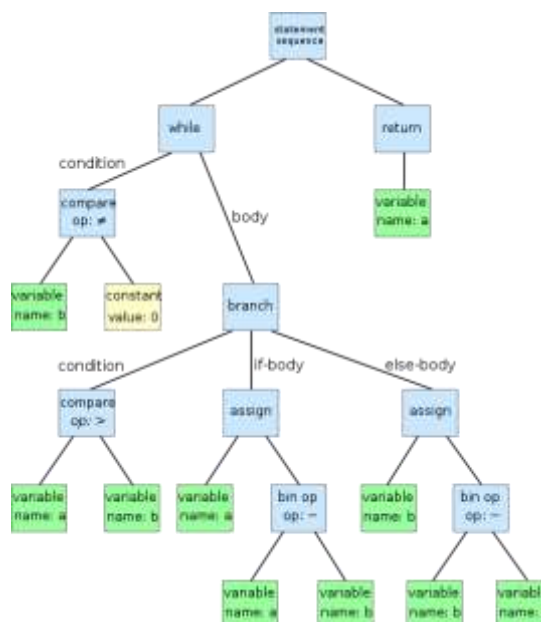 statement
sequence
while
return
condition
compare
op: ≠
body
variable
name: a
variable
name: b
constant
value: 0
branch
condition
if-body
else-body
compare
op: >
assign
assign
variable
name: a
variable
name: b
variable
name: a
bin op
op: −
variable
name: b
bin op
op: −
variable
name: a
variable
name: b
variable
name: b
variable
name: